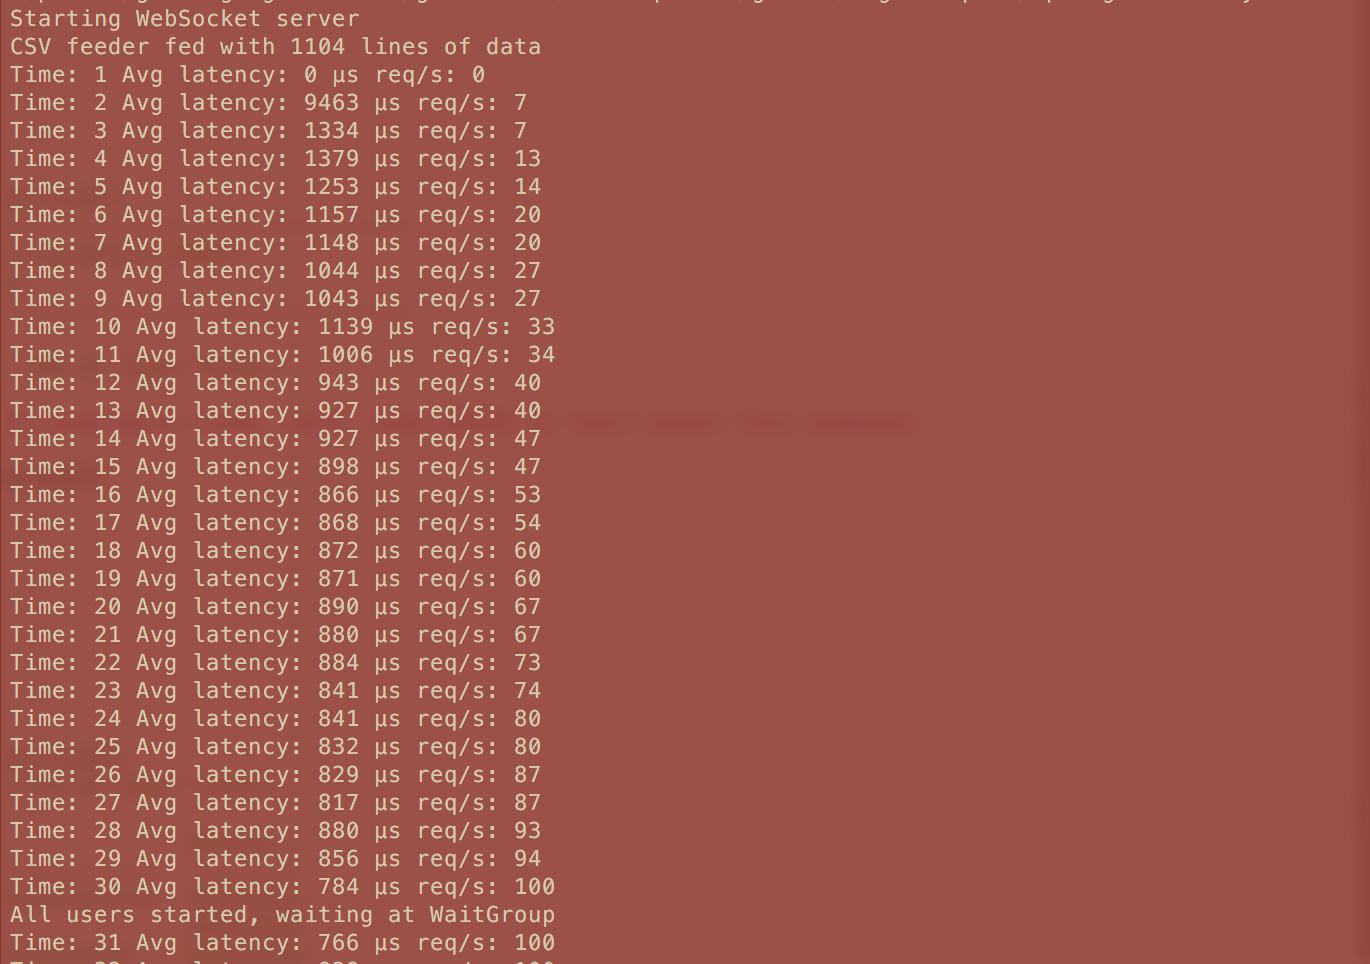 Starting WebSocket server
CSV feeder fed with 1104 lines of data
Time: 1 Avg latency: 0 µs req/s: 0
Time: 2 Avg latency: 9463 µs req/s: 7
Time: 3 Avg latency: 1334 µs req/s: 7
Time: 4 Avg latency: 1379 µs req/s: 13
Time: 5 Avg latency: 1253 µs req/s: 14
Time: 6 Avg latency: 1157 µs req/s: 20
Time: 7 Avg latency: 1148 µs req/s: 20
Time: 8 Avg latency: 1044 µs req/s: 27
Time: 9 Avg latency: 1043 µs req/s: 27
Time: 10 Avg latency: 1139 µs req/s: 33
Time: 11 Avg latency: 1006 µs req/s: 34
Time: 12 Avg latency: 943 µs req/s: 40
Time: 13 Avg latency: 927 µs req/s: 40
Time: 14 Avg latency: 927 µs req/s: 47
Time: 15 Avg latency: 898 µs req/s: 47
Time: 16 Avg latency: 866 µs req/s: 53
Time: 17 Avg latency: 868 µs req/s: 54
Time: 18 Avg latency: 872 µs req/s: 60
Time: 19 Avg latency: 871 µs req/s: 60
Time: 20 Avg latency: 890 µs req/s: 67
Time: 21 Avg latency: 880 µs req/s: 67
Time: 22 Avg latency: 884 µs req/s: 73
Time: 23 Avg latency: 841 µs req/s: 74
Time: 24 Avg latency: 841 µs req/s: 80
Time: 25 Avg latency: 832 µs req/s: 80
Time: 26 Avg latency: 829 µs req/s: 87
Time: 27 Avg latency: 817 µs req/s: 87
Time: 28 Avg latency: 880 µs req/s: 93
Time: 29 Avg latency: 856 µs req/s: 94
Time: 30 Avg latency: 784 µs req/s: 100
All users started, waiting at WaitGroup
Time: 31 Avg latency: 766 µs req/s: 100